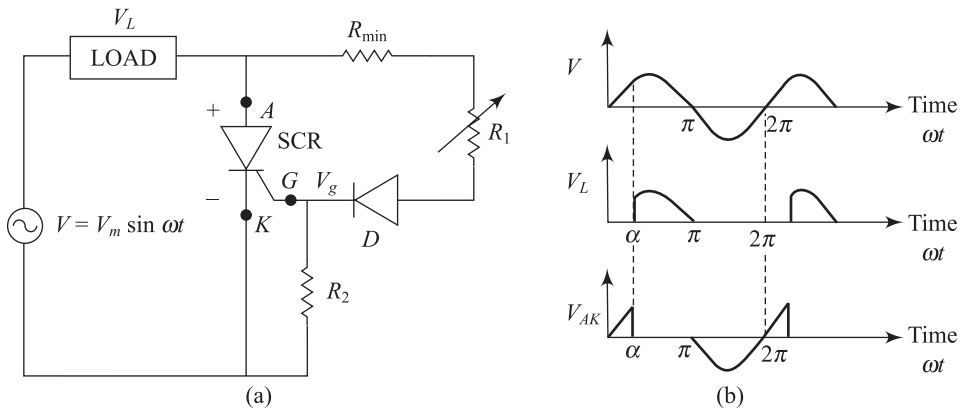 V_L
LOAD
R_min
R_1
+
A
SCR
−
G
V_g
K
D
R_2
V = V_m sin ωt
(a)
V
π
2π
Time
ωt
V_L
α
π
2π
Time
ωt
V_AK
α
π
2π
Time
ωt
(b)